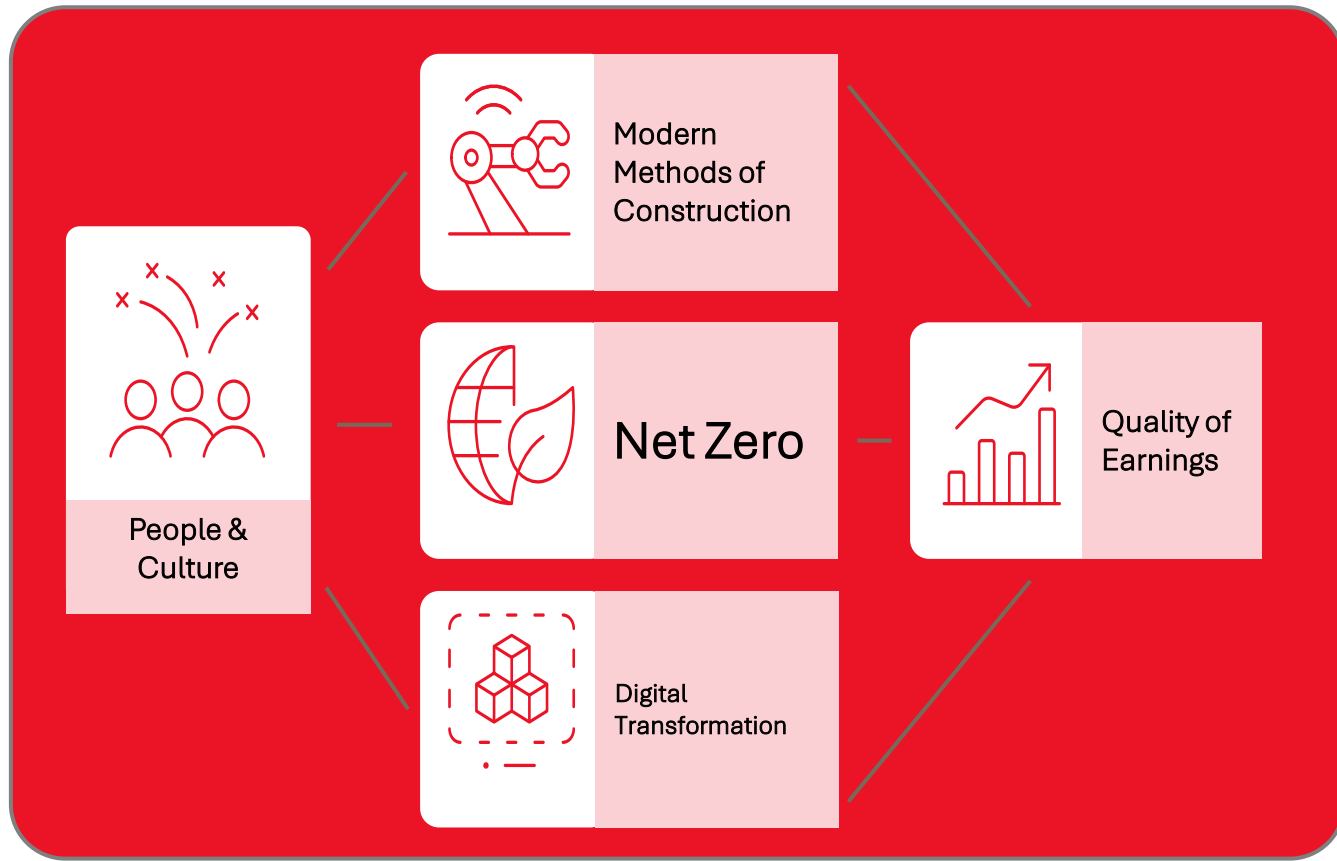 People &
Culture
Modern
Methods of
Construction
Net Zero
Digital
Transformation
Quality of
Earnings